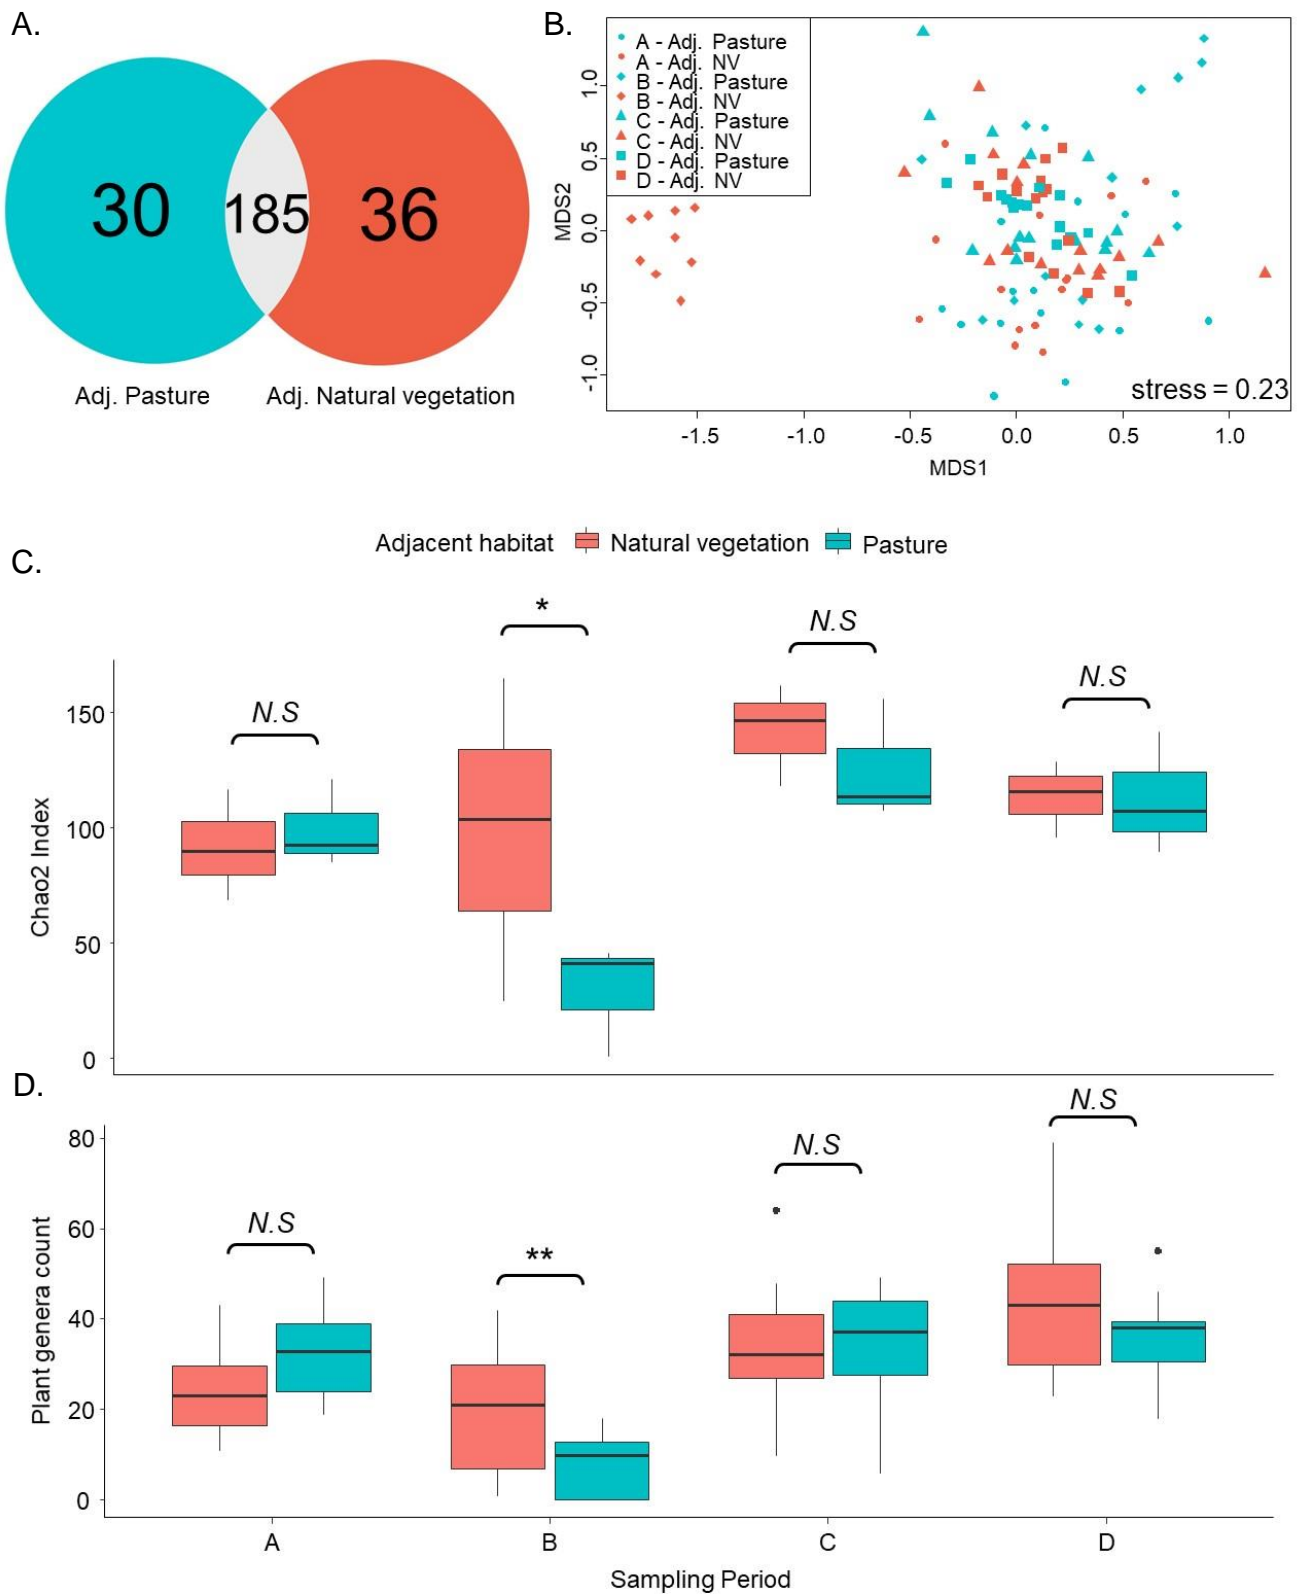 A.
30
185
36
Adj. Pasture
Adj. Natural vegetation
B.
A - Adj. Pasture
A - Adj. NV
B - Adj. Pasture
B - Adj. NV
C - Adj. Pasture
C - Adj. NV
D - Adj. Pasture
D - Adj. NV
MDS2
1.0
0.5
0.0
-0.5
-1.0
stress = 0.23
-1.5
-1.0
-0.5
0.0
0.5
1.0
MDS1
Adjacent habitat
Natural vegetation
Pasture
C.
Chao2 Index
150
100
50
0
N.S
*
N.S
N.S
D.
Plant genera count
80
60
40
20
0
N.S
**
N.S
N.S
A
B
C
D
Sampling Period